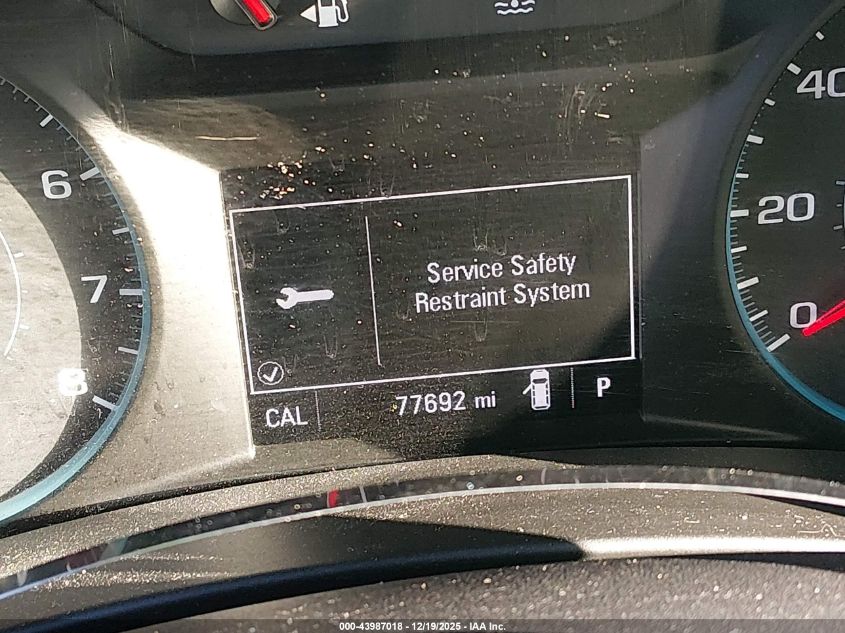 40
6
20
Service Safety
Restraint System
7
0
8
CAL
77692 mi
P
000-43987018 - 12/19/2025 - IAA Inc.